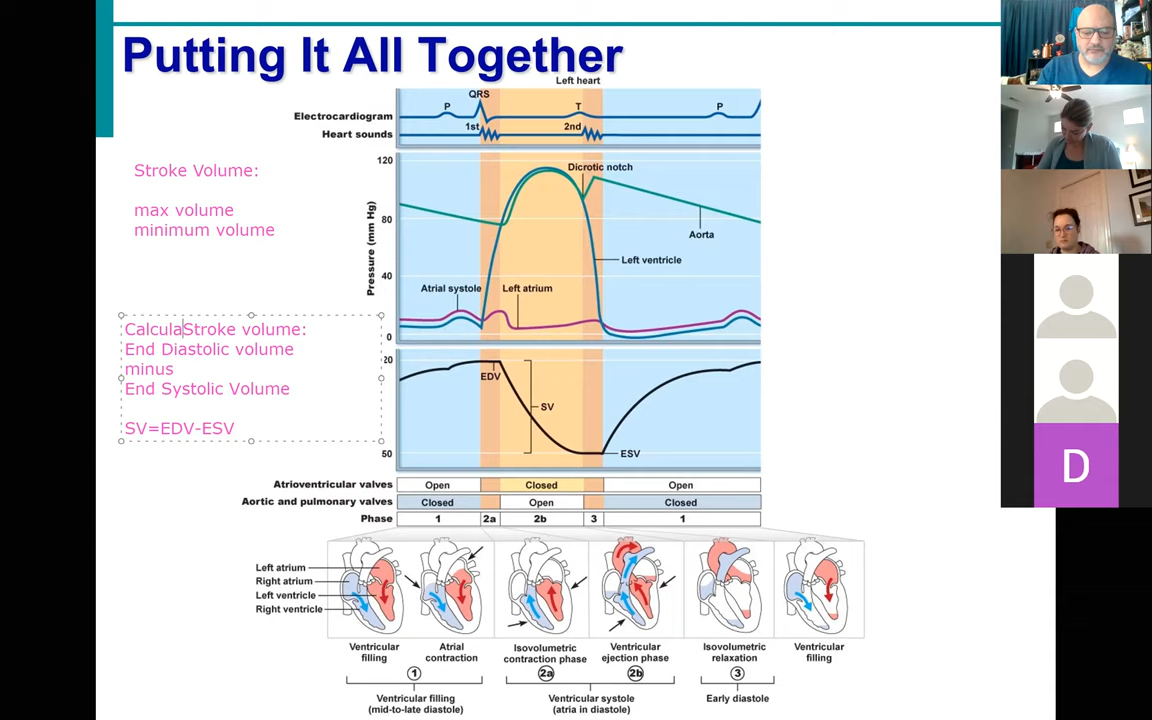 Putting It All Together
Left heart
QRS
P
T
P
Electrocardiogram
1st
2nd
Heart sounds
Stroke Volume:
max volume
minimum volume
120
Dicrotic notch
80
Aorta
Pressure (mm Hg)
Left ventricle
40
Atrial systole
Left atrium
0
CalculaStroke volume:
End Diastolic volume
minus
End Systolic Volume
SV=EDV-ESV
20
EDV
SV
ESV
50
Atrioventricular valves
Open
Closed
Open
Aortic and pulmonary valves
Closed
Open
Closed
Phase
1
2a
2b
3
1
Left atrium
Right atrium
Left ventricle
Right ventricle
Ventricular
filling
Atrial
contraction
Isovolumetric
contraction phase
Ventricular
ejection phase
Isovolumetric
relaxation
Ventricular
filling
1
2a
2b
3
Ventricular filling
(mid-to-late diastole)
Ventricular systole
(atria in diastole)
Early diastole
D